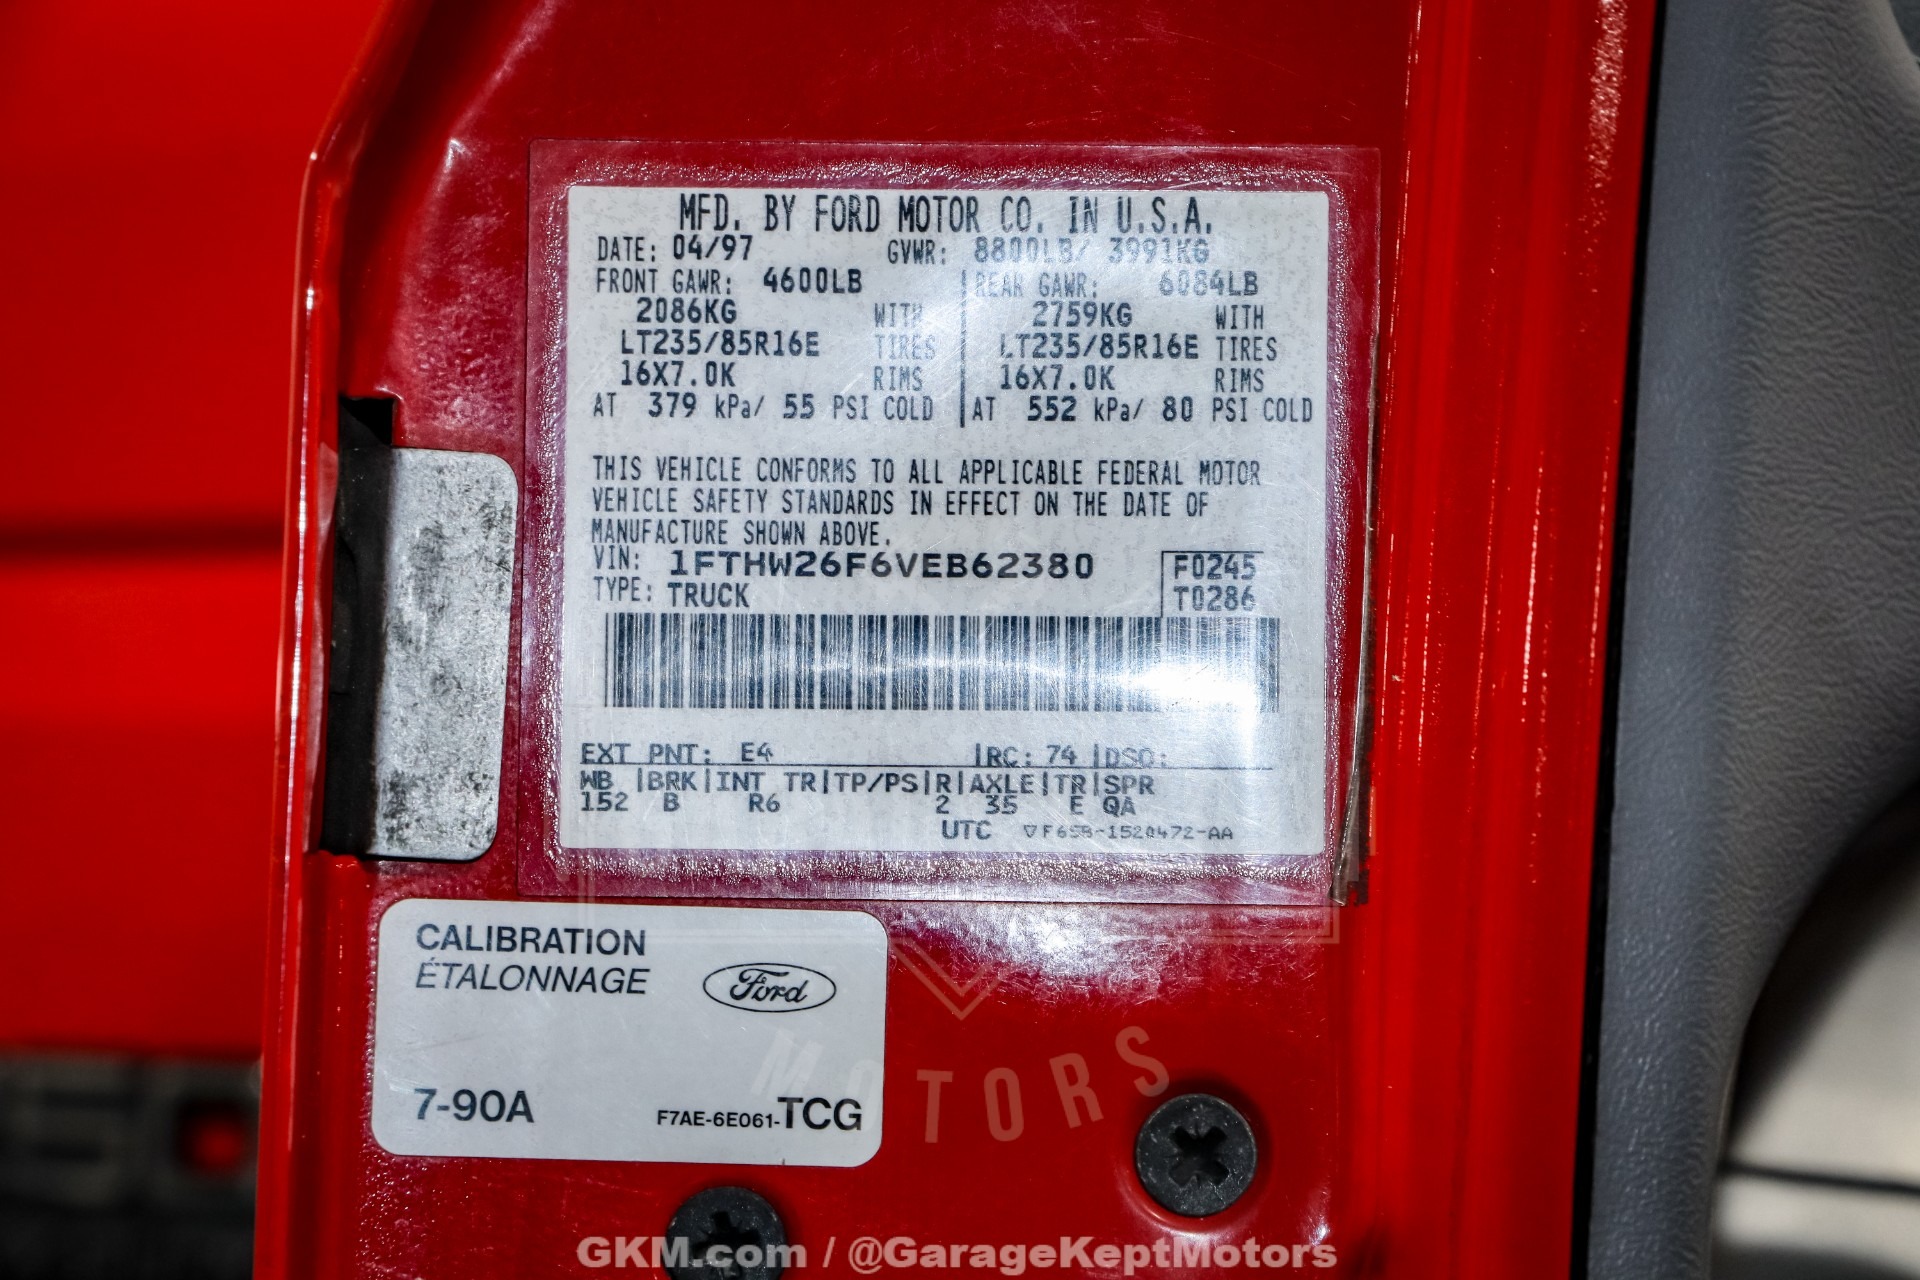 MFD. BY FORD MOTOR CO. IN U.S.A.
DATE: 04/97 GVWR: 8800LB/ 3991KG
FRONT GAWR: 4600LB | REAR GAWR: 6084LB
2086KG WITH | 2759KG WITH
LT235/85R16E TIRES | LT235/85R16E TIRES
16X7.0K RIMS | 16X7.0K RIMS
AT 379 kPa/ 55 PSI COLD | AT 552 kPa/ 80 PSI COLD
THIS VEHICLE CONFORMS TO ALL APPLICABLE FEDERAL MOTOR
VEHICLE SAFETY STANDARDS IN EFFECT ON THE DATE OF
MANUFACTURE SHOWN ABOVE.
VIN: 1FTHW26F6VEB62380 F0245
TYPE: TRUCK T0286
EXT PNT: E4 |RC: 74 |DSO:
WB |BRK|INT TR|TP/PS|R|AXLE|TR|SPR
152 B R6 2 35 E QA
UTC ▽F6SB-1520472-AA
CALIBRATION
ÉTALONNAGE
Ford
7-90A F7AE-6E061-TCG
MOTORS
GKM.com / @GarageKeptMotors